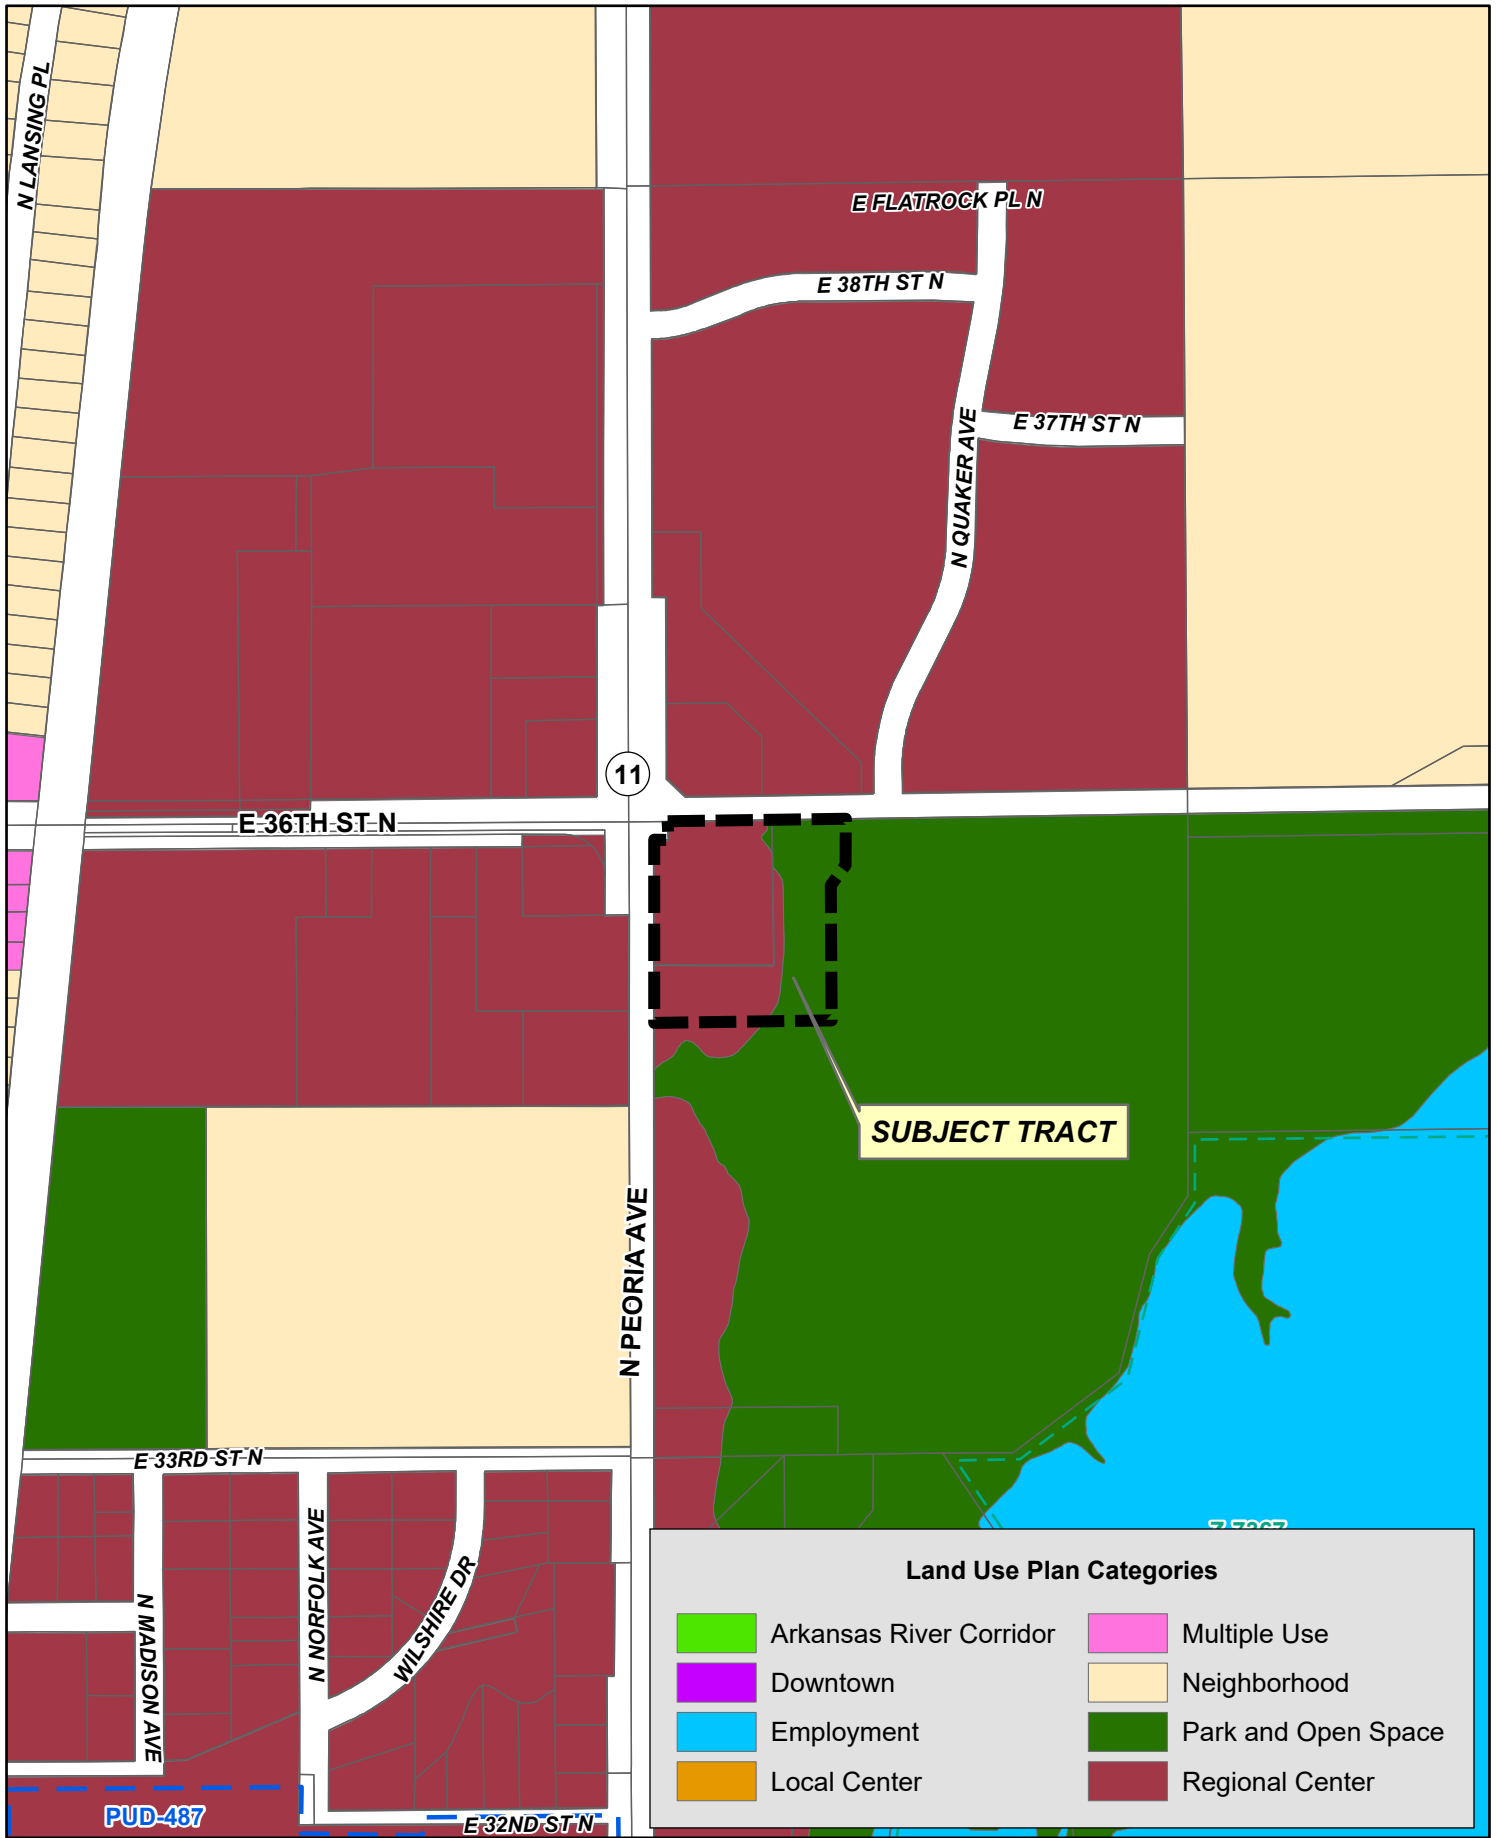 N LANSING PL
E FLATROCK PL N
E 38TH ST N
E 37TH ST N
N QUAKER AVE
11
E 36TH ST N
SUBJECT TRACT
N PEORIA AVE
E 33RD ST N
N MADISON AVE
N NORFOLK AVE
WILSHIRE DR
PUD-487
E 32ND ST N
Land Use Plan Categories
Arkansas River Corridor
Downtown
Employment
Local Center
Multiple Use
Neighborhood
Park and Open Space
Regional Center